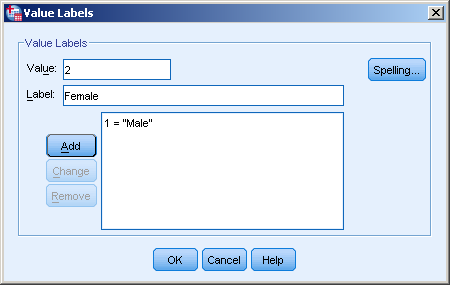 Value Labels
Value Labels
Value: 2
Spelling...
Label: Female
1 = "Male"
Add
Change
Remove
OK Cancel Help